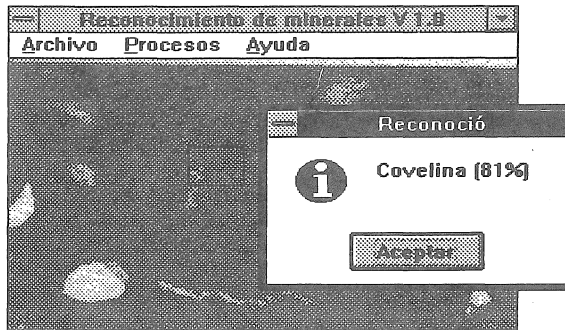 Reconocimiento de minerales V 1.0
Archivo Procesos Ayuda
Reconoció
Covelina (81%)
Aceptar